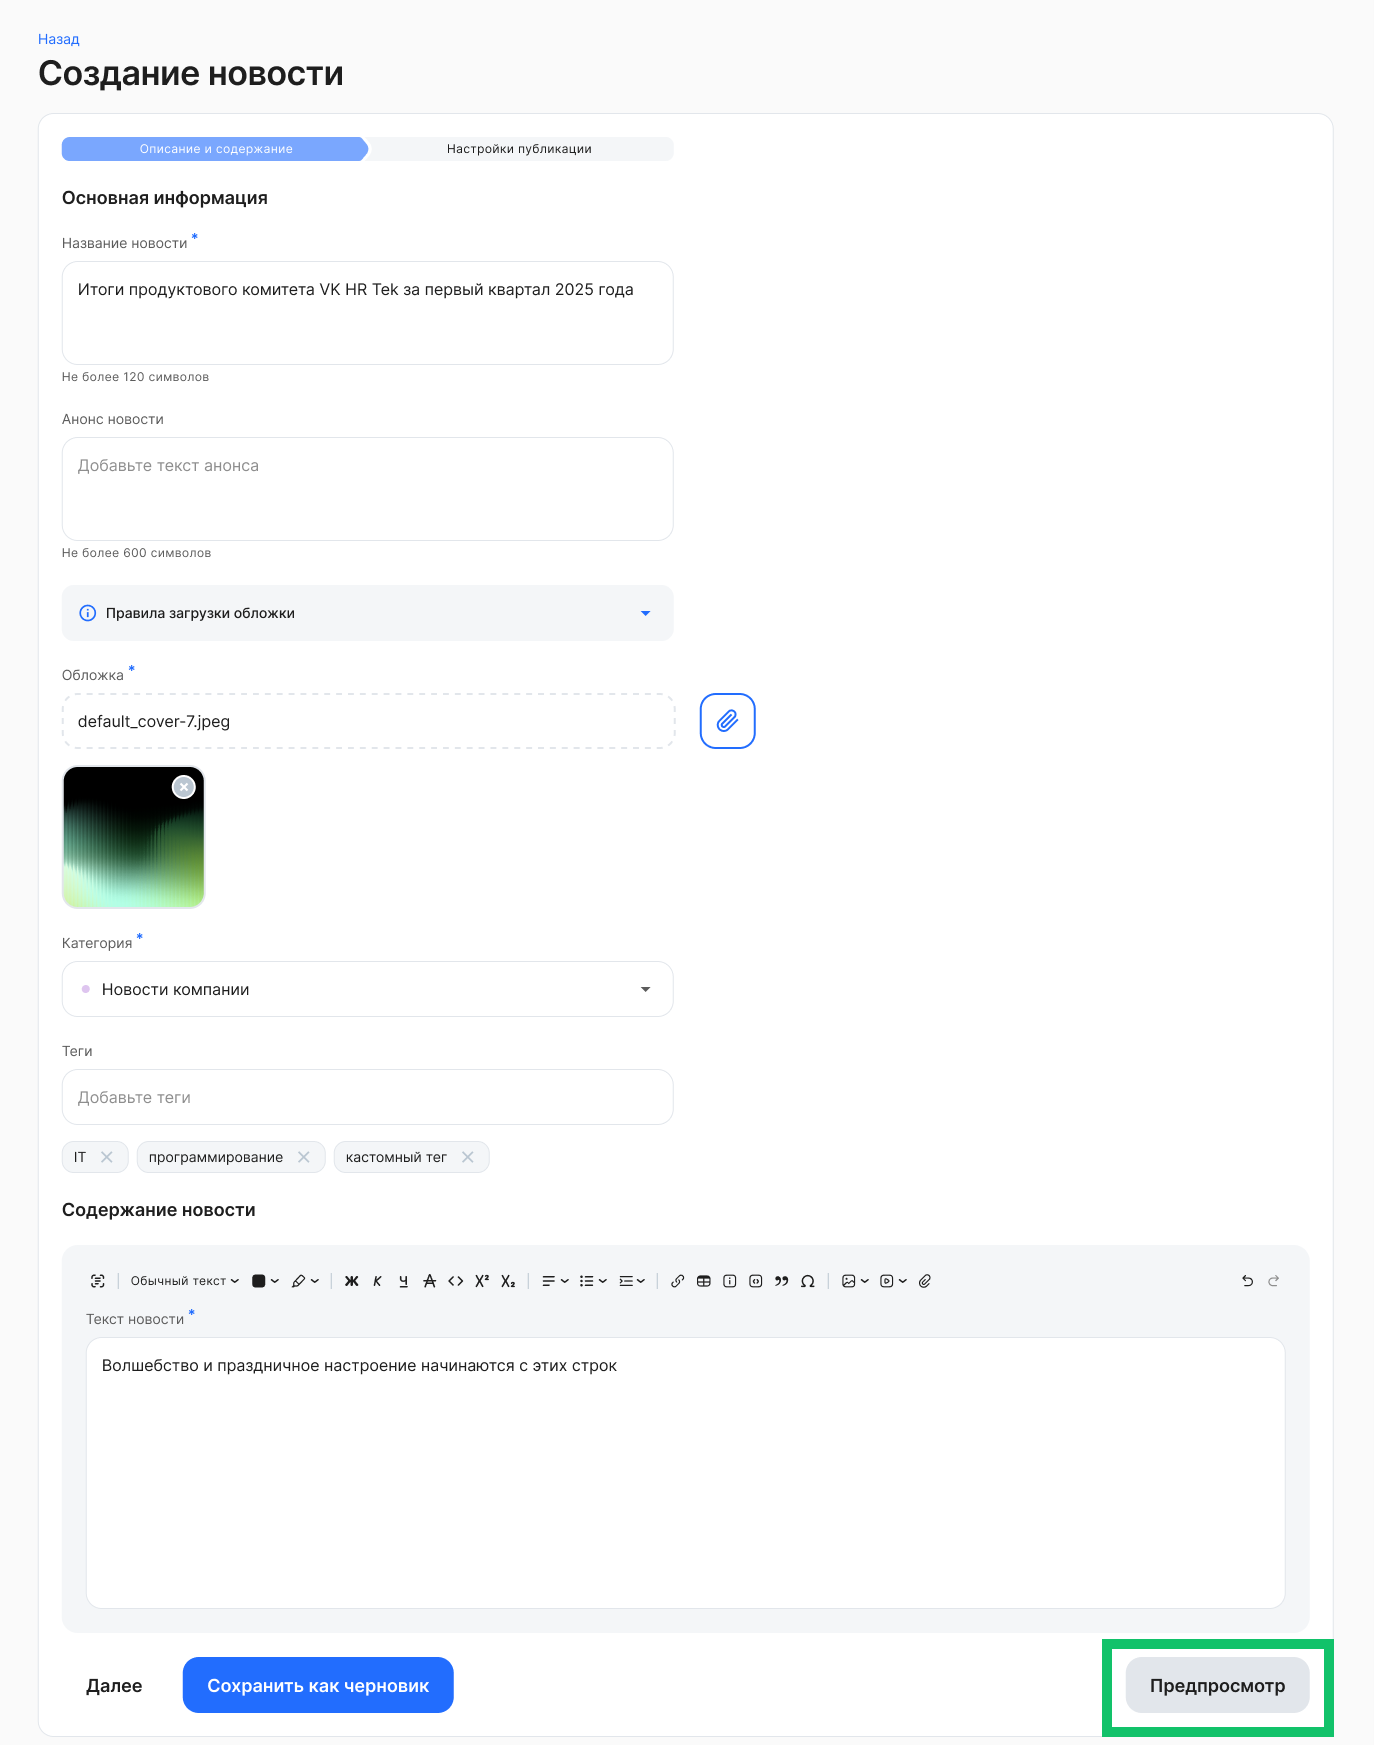 Назад
Создание новости
Описание и содержание
Настройки публикации
Основная информация
Название новости *
Итоги продуктового комитета VK HR Tek за первый квартал 2025 года
Не более 120 символов
Анонс новости
Добавьте текст анонса
Не более 600 символов
Правила загрузки обложки
Обложка *
default_cover-7.jpeg
Категория *
Новости компании
Теги
Добавьте теги
IT
программирование
кастомный тег
Содержание новости
Обычный текст Ж К Ч A <> X² X₂
Текст новости *
Волшебство и праздничное настроение начинаются с этих строк
Далее
Сохранить как черновик
Предпросмотр